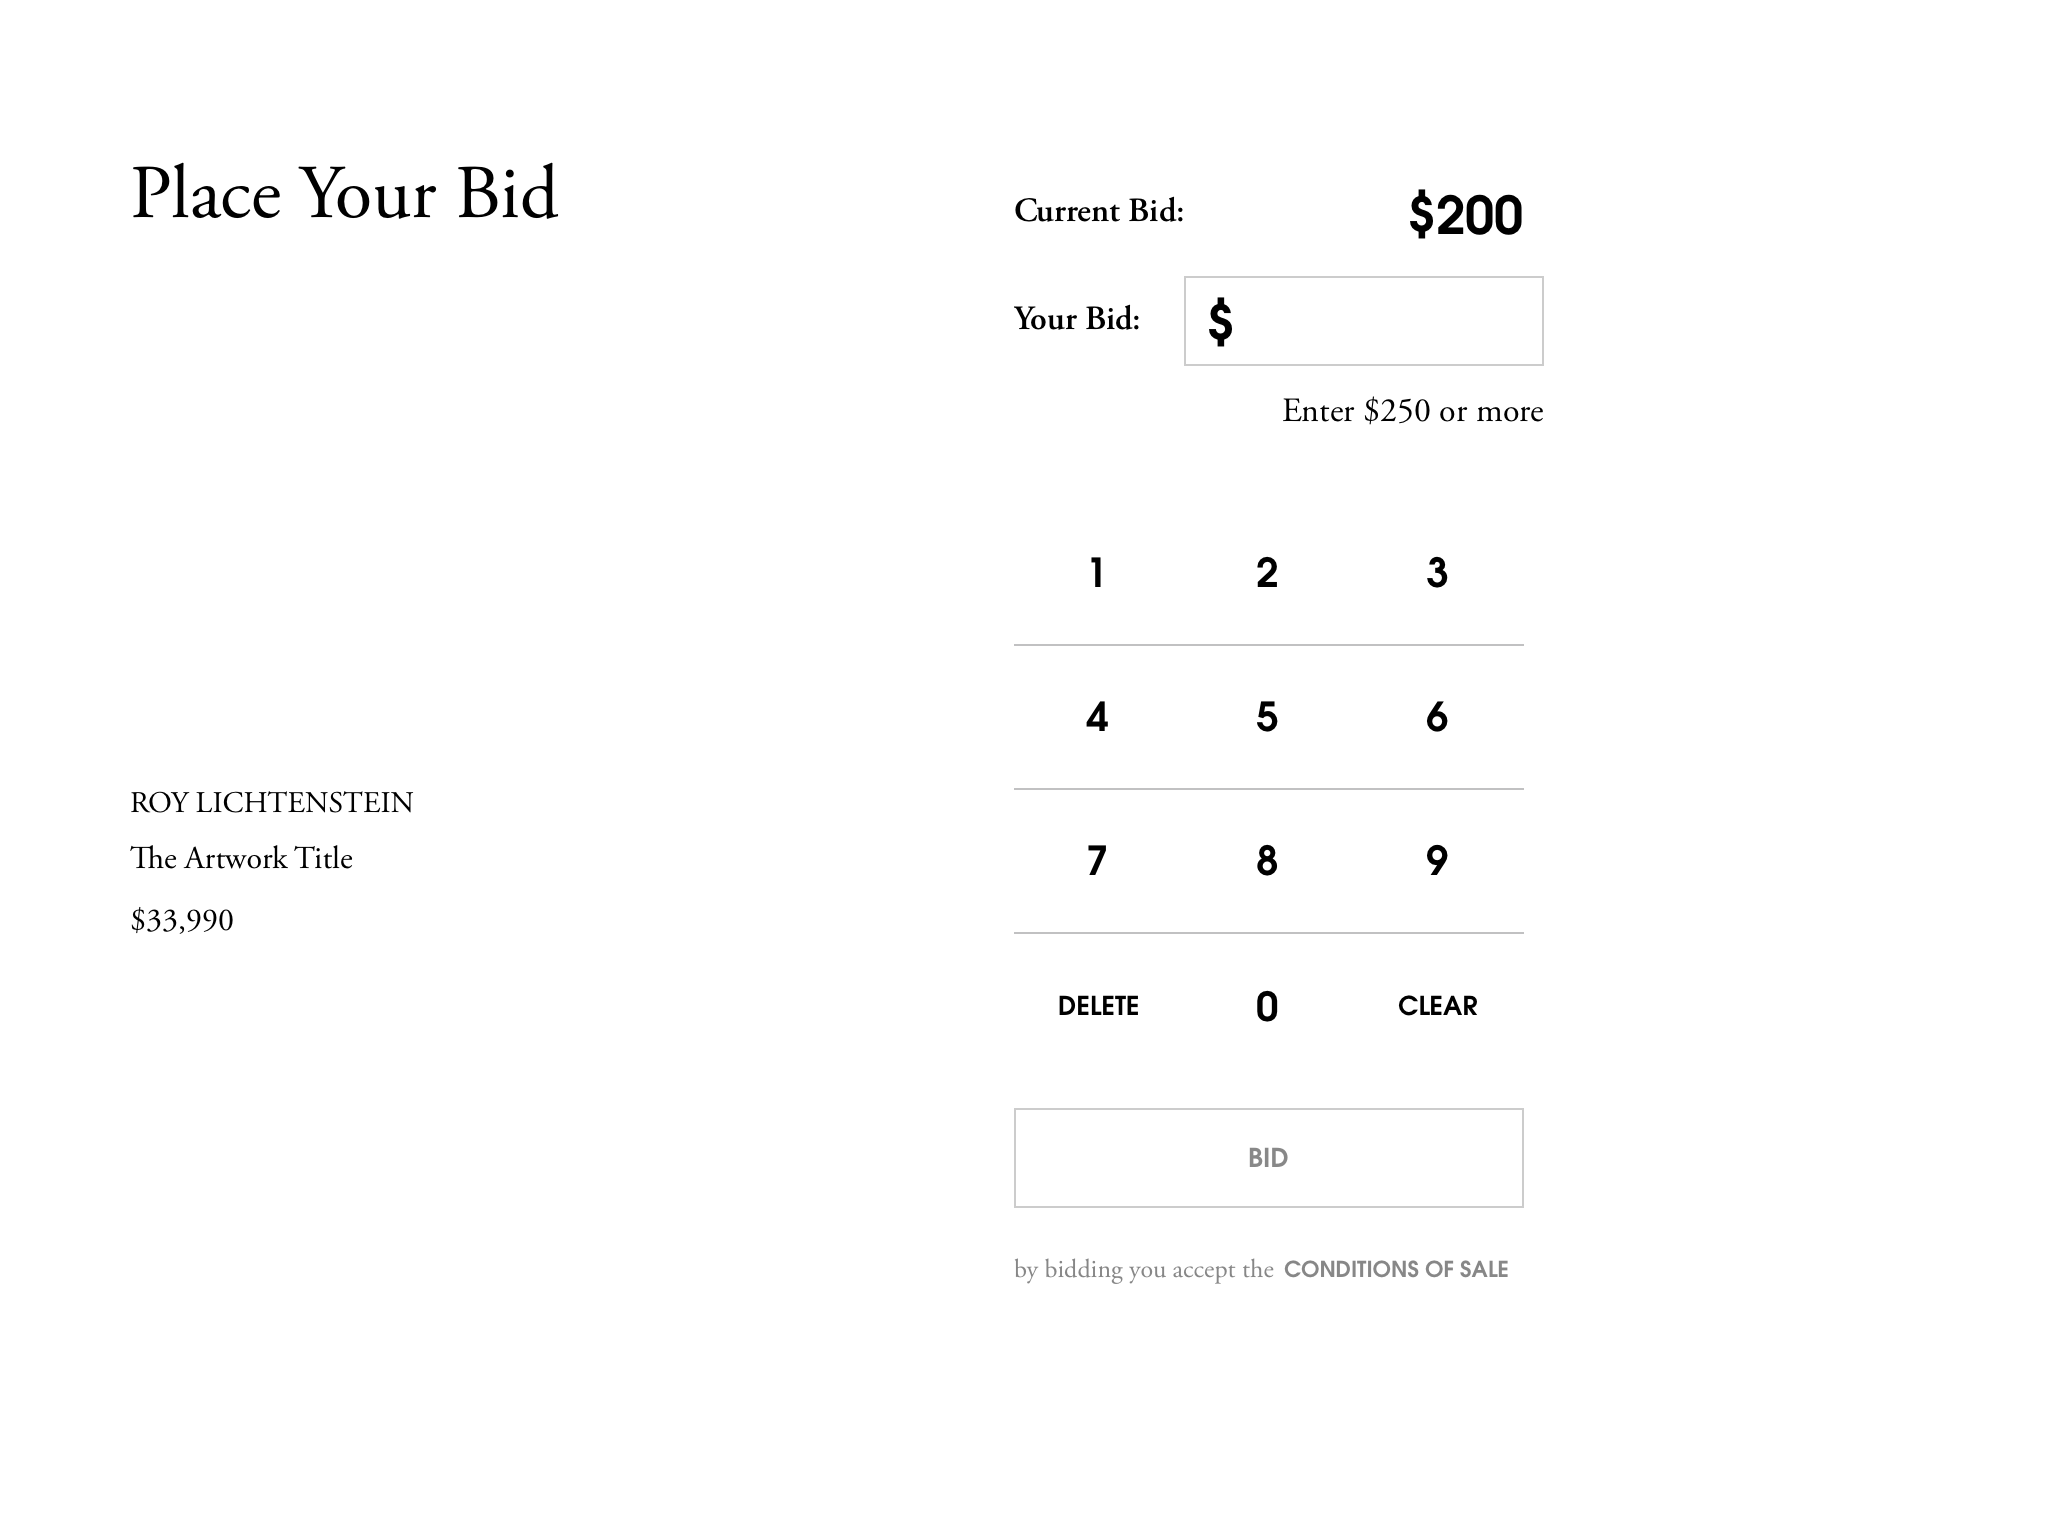 Place Your Bid
Current Bid: $200
Your Bid: $
Enter $250 or more
1 2 3
4 5 6
7 8 9
DELETE 0 CLEAR
BID
by bidding you accept the CONDITIONS OF SALE
ROY LICHTENSTEIN
The Artwork Title
$33,990